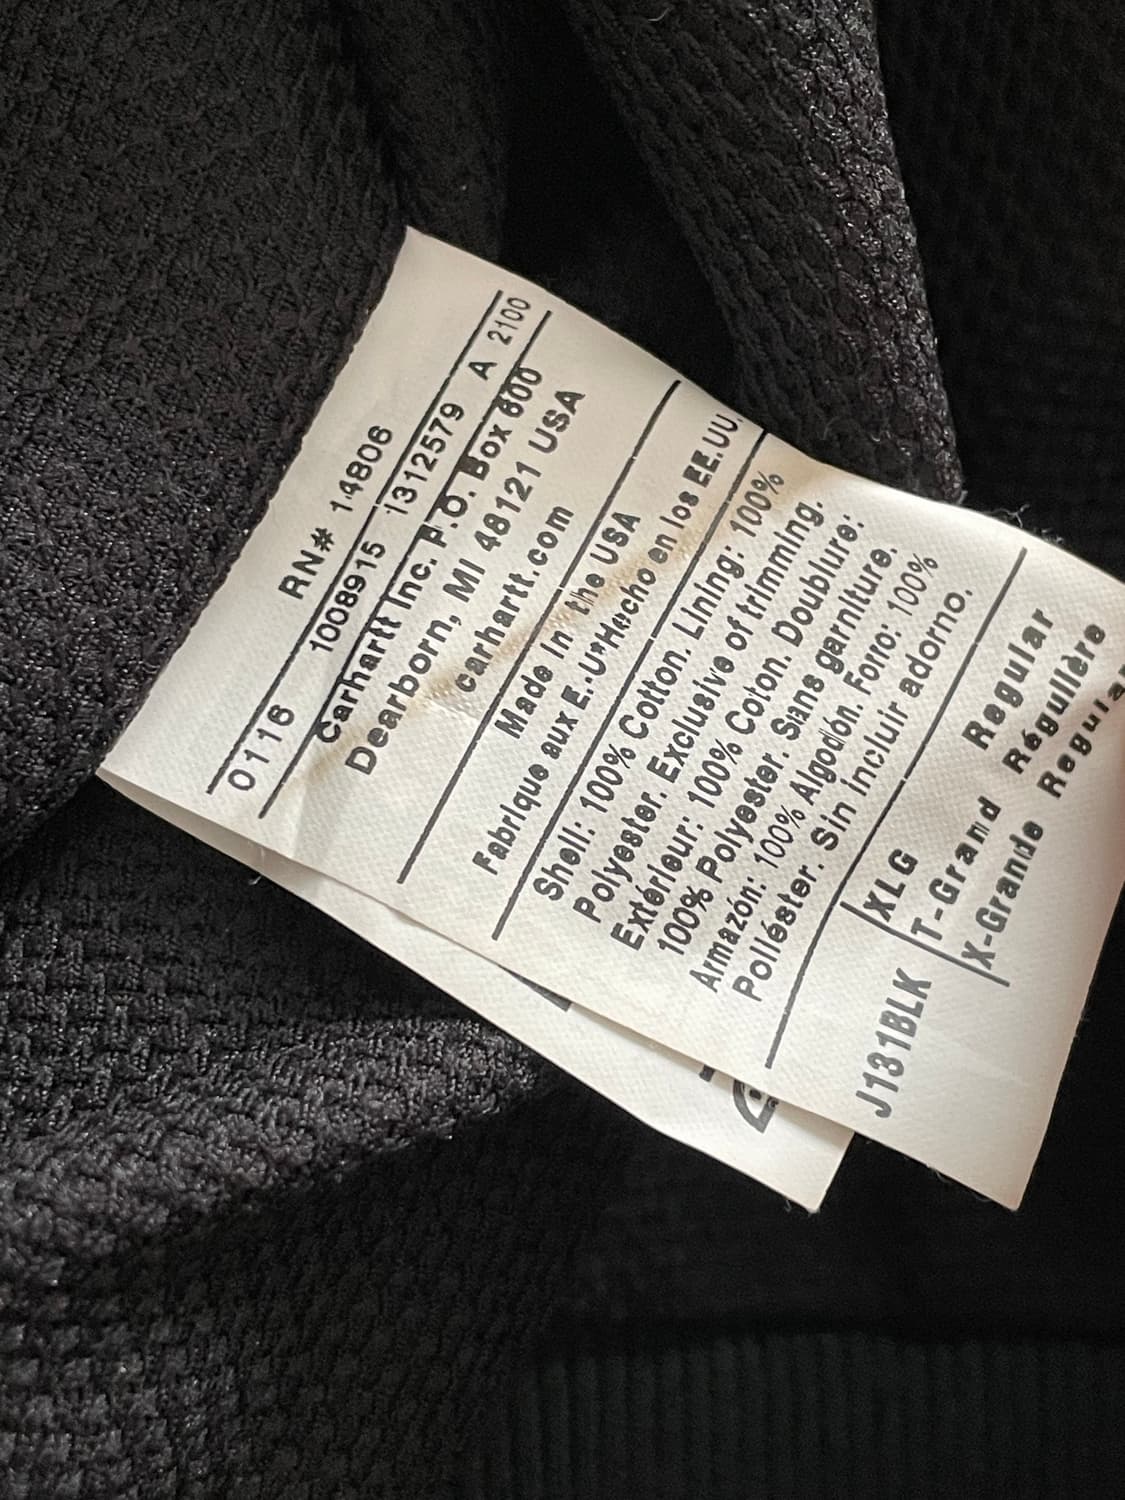 RN# 14806
0116 1008915 1312579 A 2100
Carhartt Inc. P.O. Box 600
Dearborn, MI 48121 USA
carhartt.com
Made in the USA
Fabrique aux E.-U*Hecho en los EE.UU.
Shell: 100% Cotton. Lining: 100%
Polyester. Exclusive of trimming.
Extérieur: 100% Coton. Doublure:
100% Polyester. Sans garniture.
Armazón: 100% Algodón. Forro: 100%
Poliéster. Sin incluir adorno.
XLG Regular
T-Grand Régulière
X-Grande Regular
J131BLK